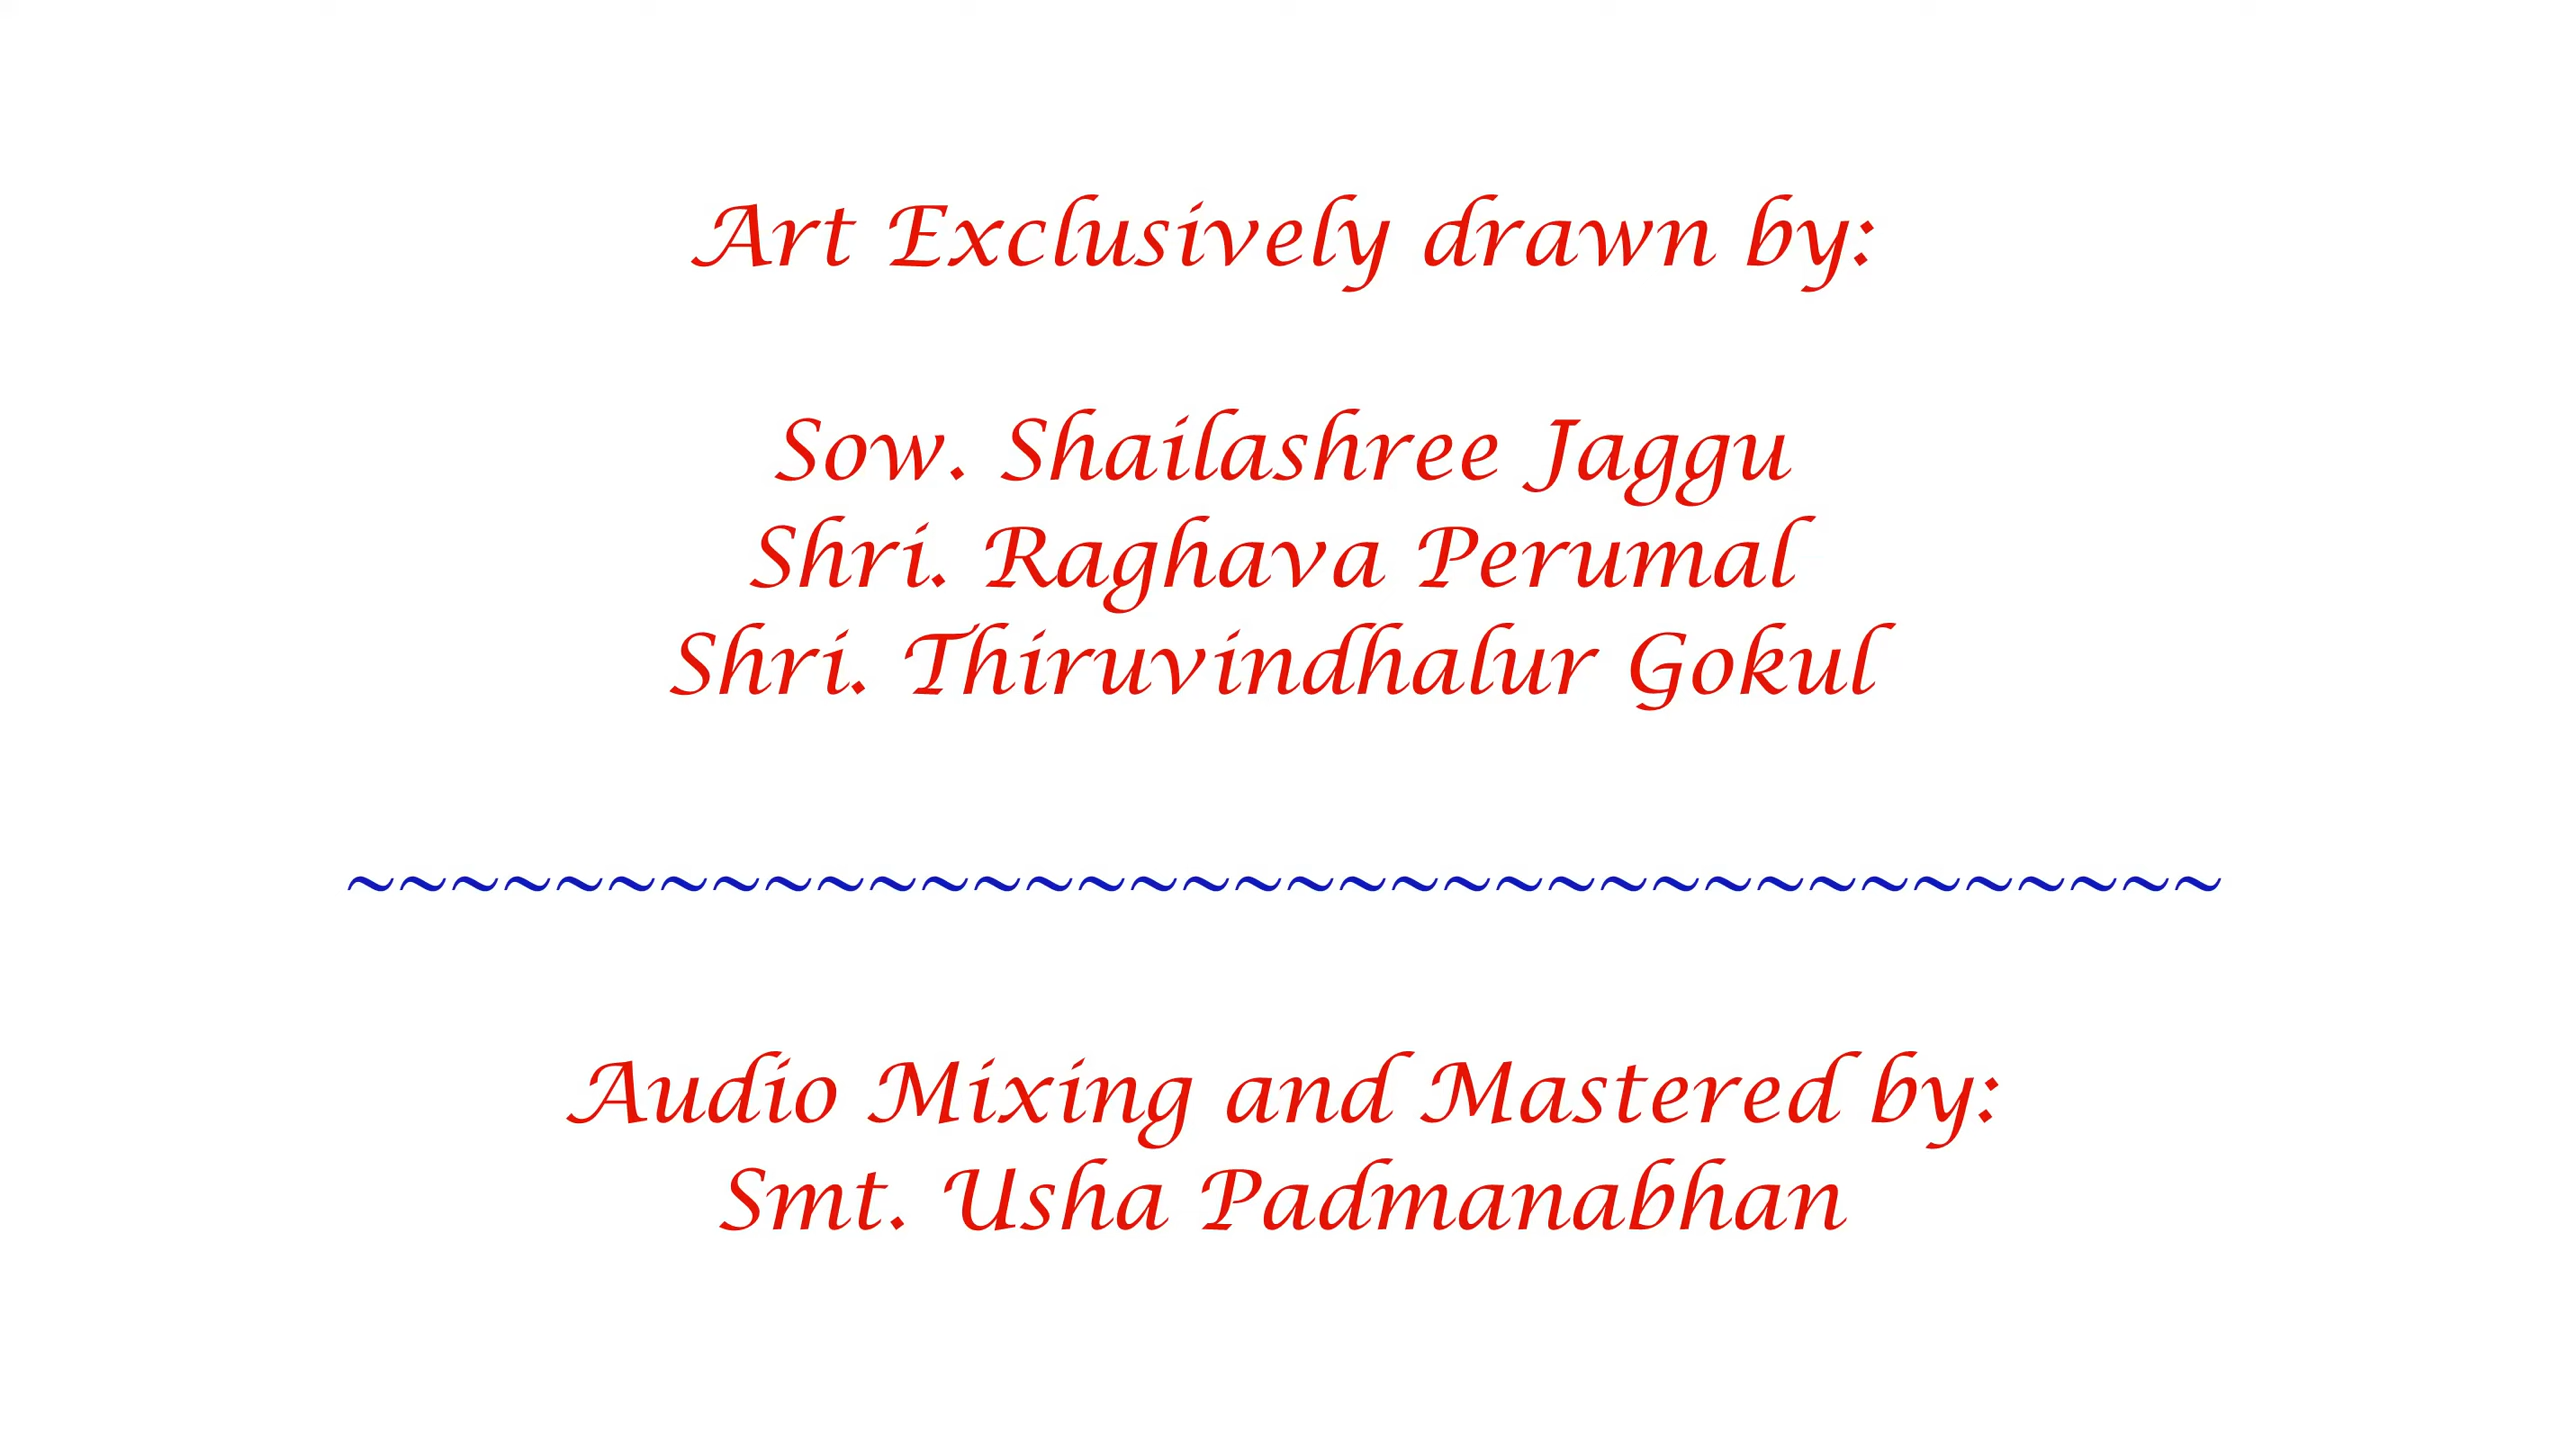 Art Exclusively drawn by:
Sow. Shailashree Jaggu
Shri. Raghava Perumal
Shri. Thiruvindhalur Gokul
~~~~~~~~~~~~~~~~~~~~~~~~~~~~~~~~~~~~
Audio Mixing and Mastered by:
Smt. Usha Padmanabhan